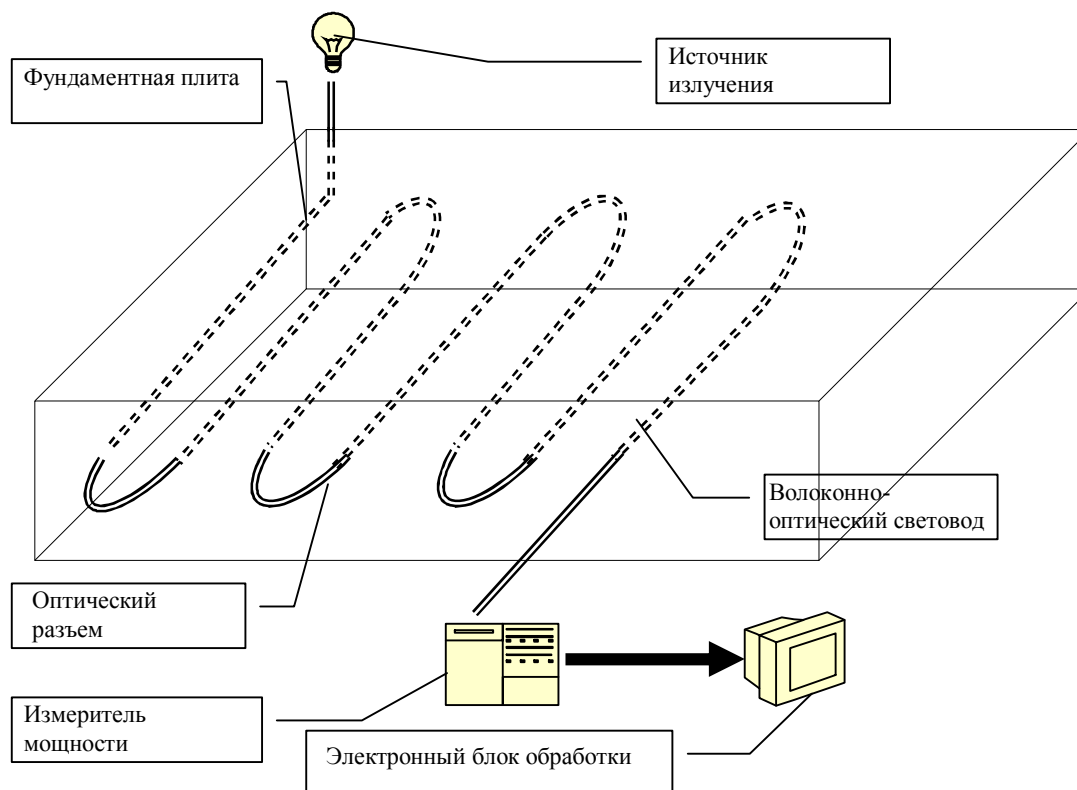 Источник
излучения
Фундаментная плита
Волоконно-
оптический световод
Оптический
разъем
Измеритель
мощности
Электронный блок обработки